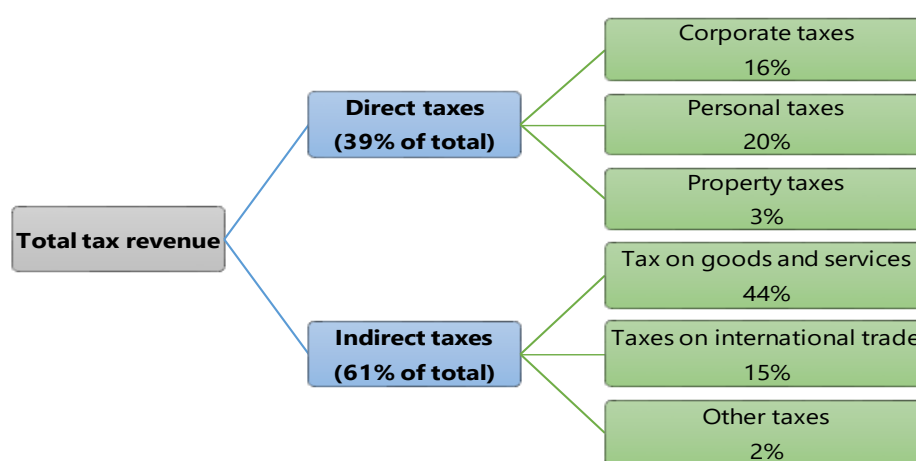 Total tax revenue
Direct taxes
(39% of total)
Corporate taxes
16%
Personal taxes
20%
Property taxes
3%
Indirect taxes
(61% of total)
Tax on goods and services
44%
Taxes on international trade
15%
Other taxes
2%